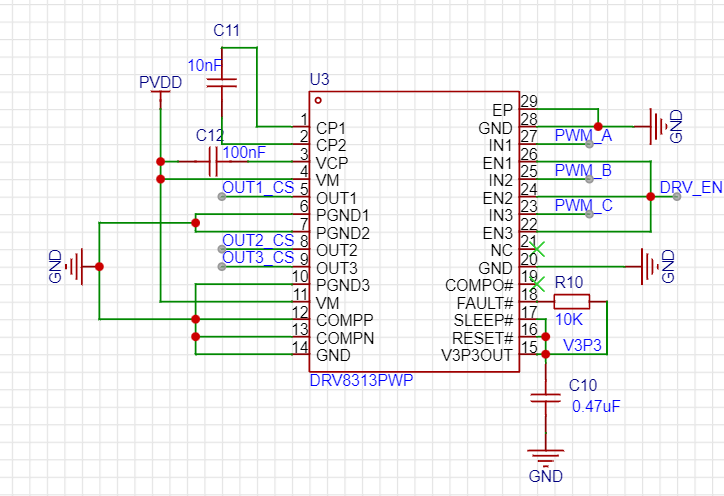 C11
10nF
U3
PVDD
C12
100nF
1 CP1
2 CP2
3 VCP
4 VM
OUT1_CS 5 OUT1
6 PGND1
7 PGND2
OUT2_CS 8 OUT2
OUT3_CS 9 OUT3
10 PGND3
11 VM
12 COMPP
13 COMPN
14 GND
GND
EP 29
GND 28
IN1 27 PWM_A
EN1 26
IN2 25 PWM_B
EN2 24 DRV_EN
IN3 23 PWM_C
EN3 22
NC 21
GND 20
COMPO# 19
FAULT# 18
SLEEP# 17
RESET# 16
V3P3OUT 15 V3P3
GND
GND
R10
10K
DRV8313PWP
C10
0.47uF
GND